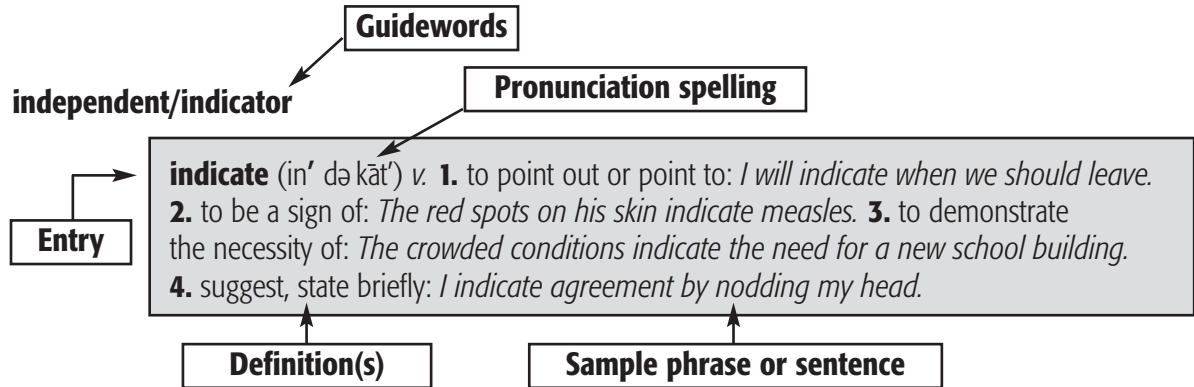 Guidewords
independent/indicator
Pronunciation spelling
indicate (in′ də kāt′) v. 1. to point out or point to: I will indicate when we should leave.
2. to be a sign of: The red spots on his skin indicate measles. 3. to demonstrate
the necessity of: The crowded conditions indicate the need for a new school building.
4. suggest, state briefly: I indicate agreement by nodding my head.
Entry
Definition(s)
Sample phrase or sentence